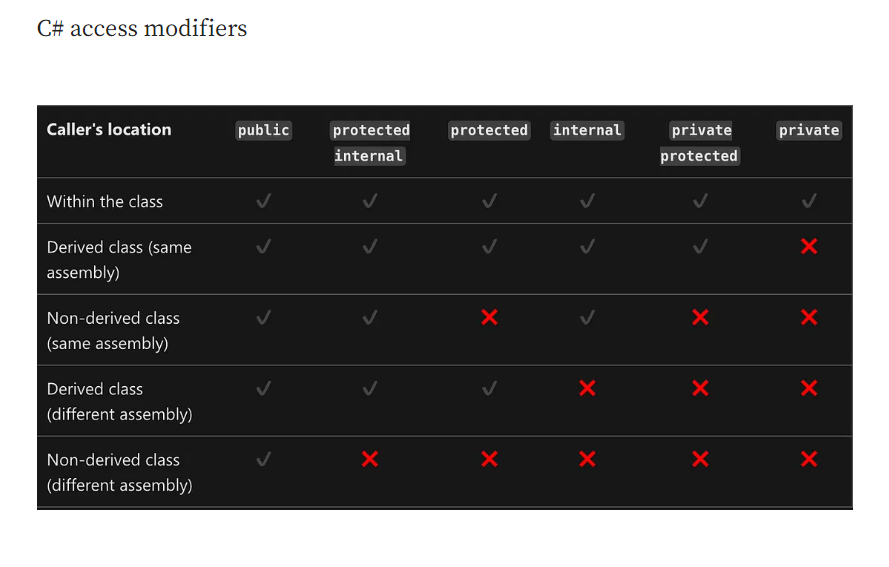 C# access modifiers
Caller's location public protected internal protected internal private protected private
Within the class ✓ ✓ ✓ ✓ ✓ ✓
Derived class (same assembly) ✓ ✓ ✓ ✓ ✓ ❌
Non-derived class (same assembly) ✓ ✓ ❌ ✓ ❌ ❌
Derived class (different assembly) ✓ ✓ ✓ ❌ ❌ ❌
Non-derived class (different assembly) ✓ ❌ ❌ ❌ ❌ ❌